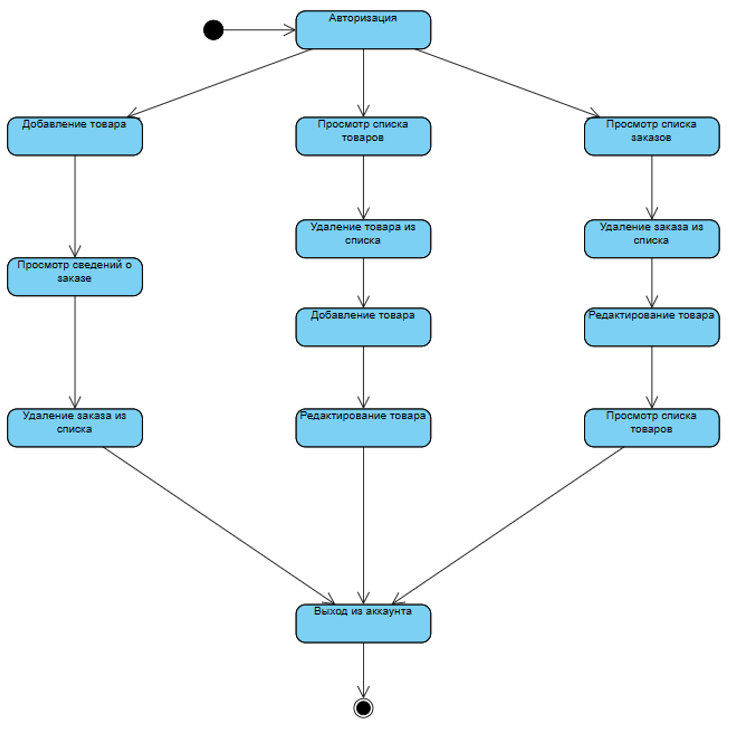 Авторизация
Добавление товара
Просмотр списка
товаров
Просмотр списка
заказов
Удаление товара из
списка
Удаление заказа из
списка
Просмотр сведений о
заказе
Добавление товара
Редактирование товара
Удаление заказа из
списка
Редактирование товара
Просмотр списка
товаров
Выход из аккаунта